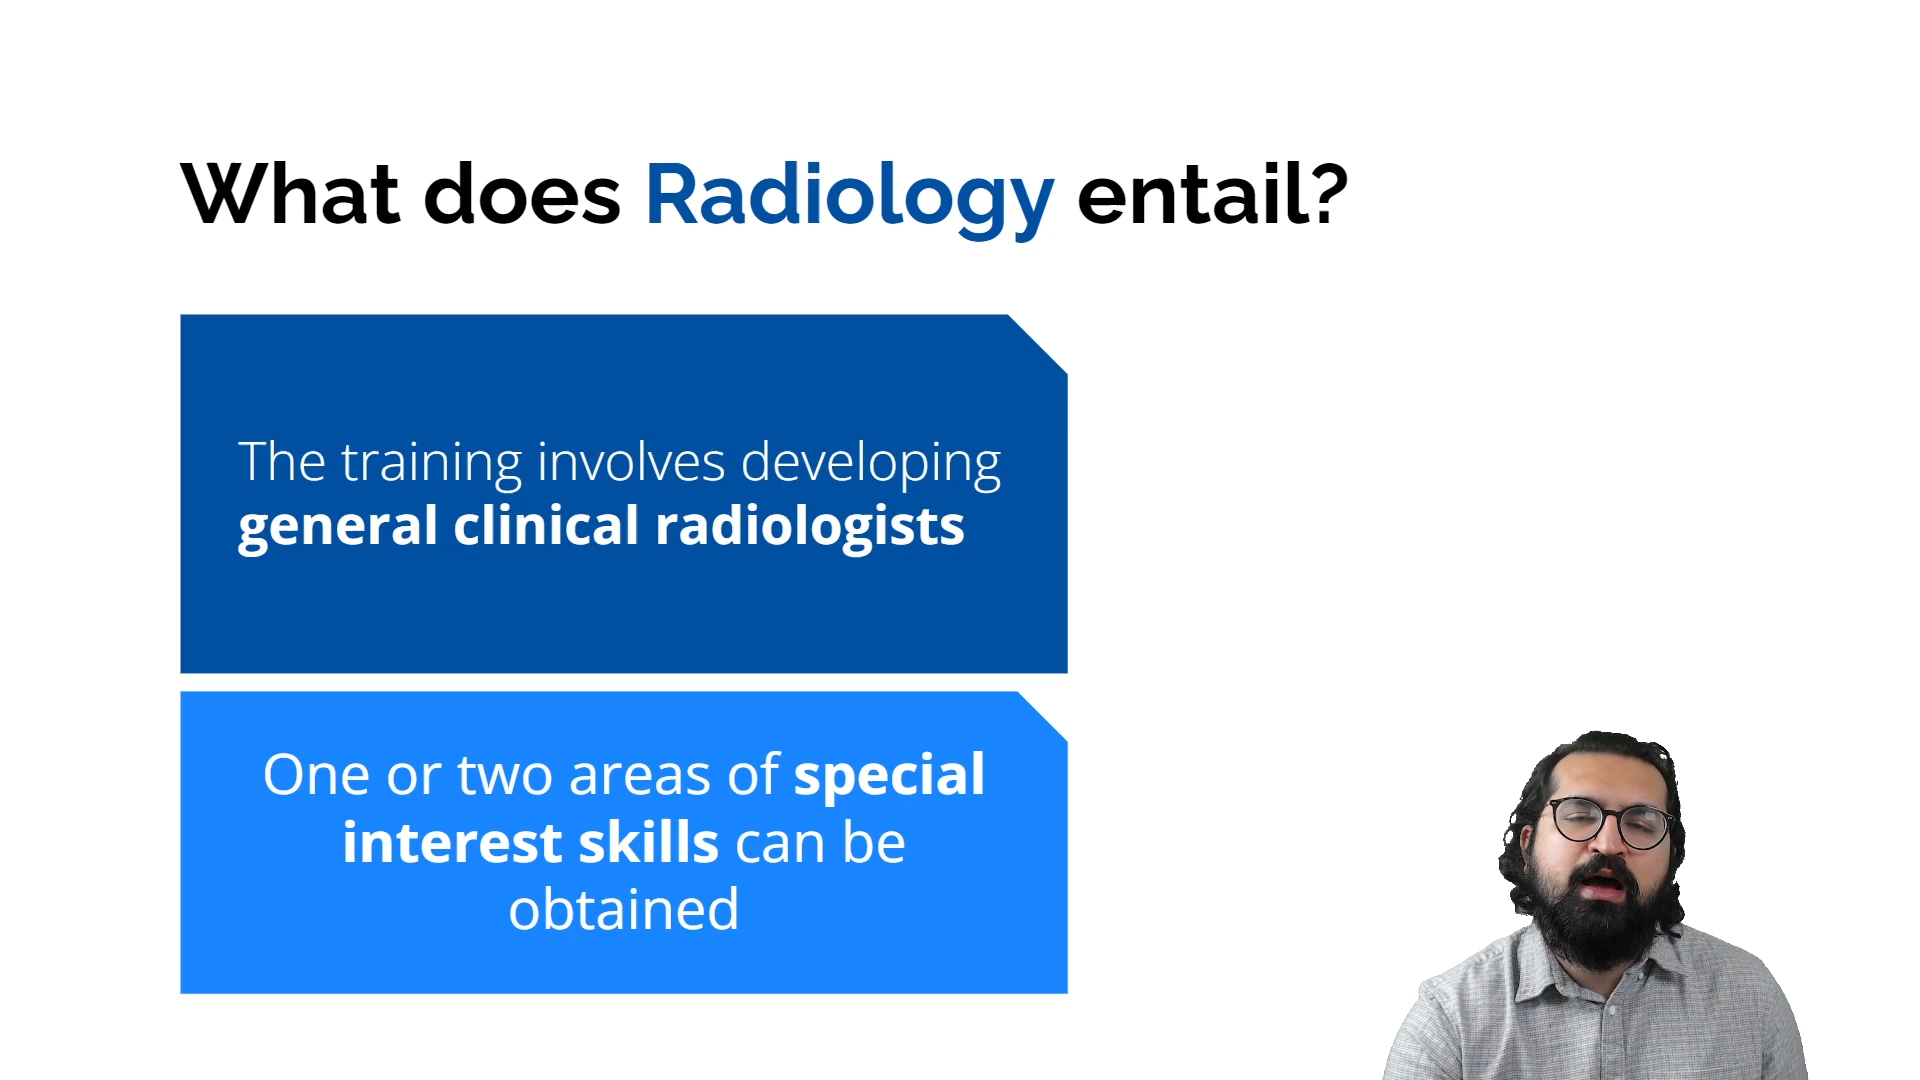 What does Radiology entail?
The training involves developing
general clinical radiologists
One or two areas of special
interest skills can be
obtained